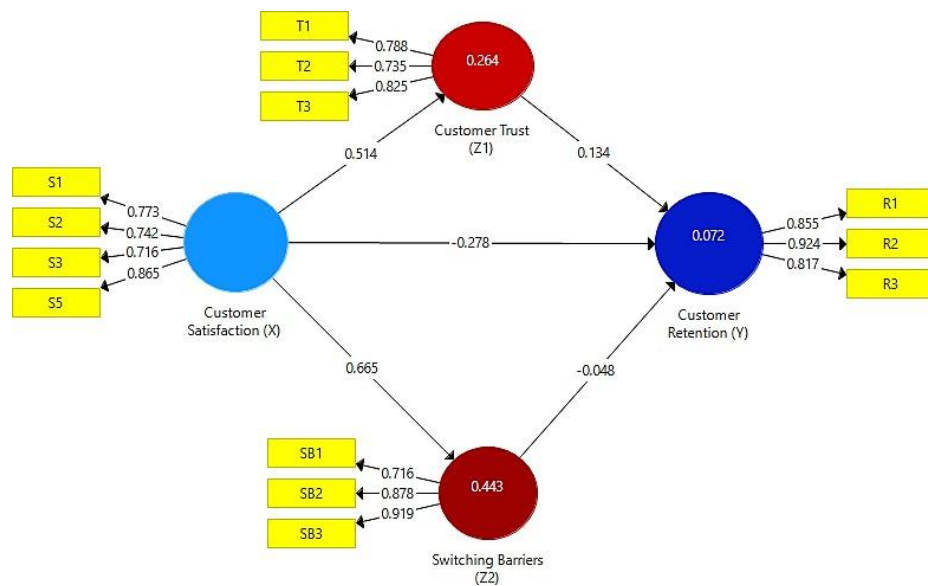 T1
0.788
T2
0.735
T3
0.825
0.264
Customer Trust
(Z1)
0.514
0.134
S1
0.773
S2
0.742
S3
0.716
S5
0.865
Customer
Satisfaction (X)
-0.278
0.072
Customer
Retention (Y)
0.855
R1
0.924
R2
0.817
R3
0.665
-0.048
SB1
0.716
SB2
0.878
SB3
0.919
0.443
Switching Barriers
(Z2)